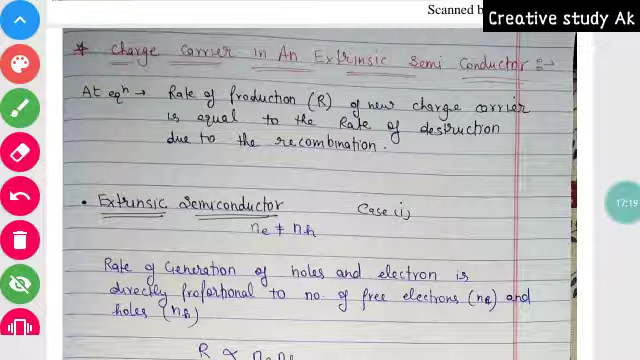 Scanned b
Creative study Ak
* Charge Carrier In An Extrinsic Semi Conductor :-
At eqⁿ → Rate of production (R) of new charge carrier
is equal to the Rate of destruction
due to the recombination.
17:19
• Extrinsic Semiconductor Case (i)
ne ≠ nh
Rate of Generation of holes and electron is
directly proportional to no. of free electrons (ne) and
holes (nh)
R ∝ ne nh